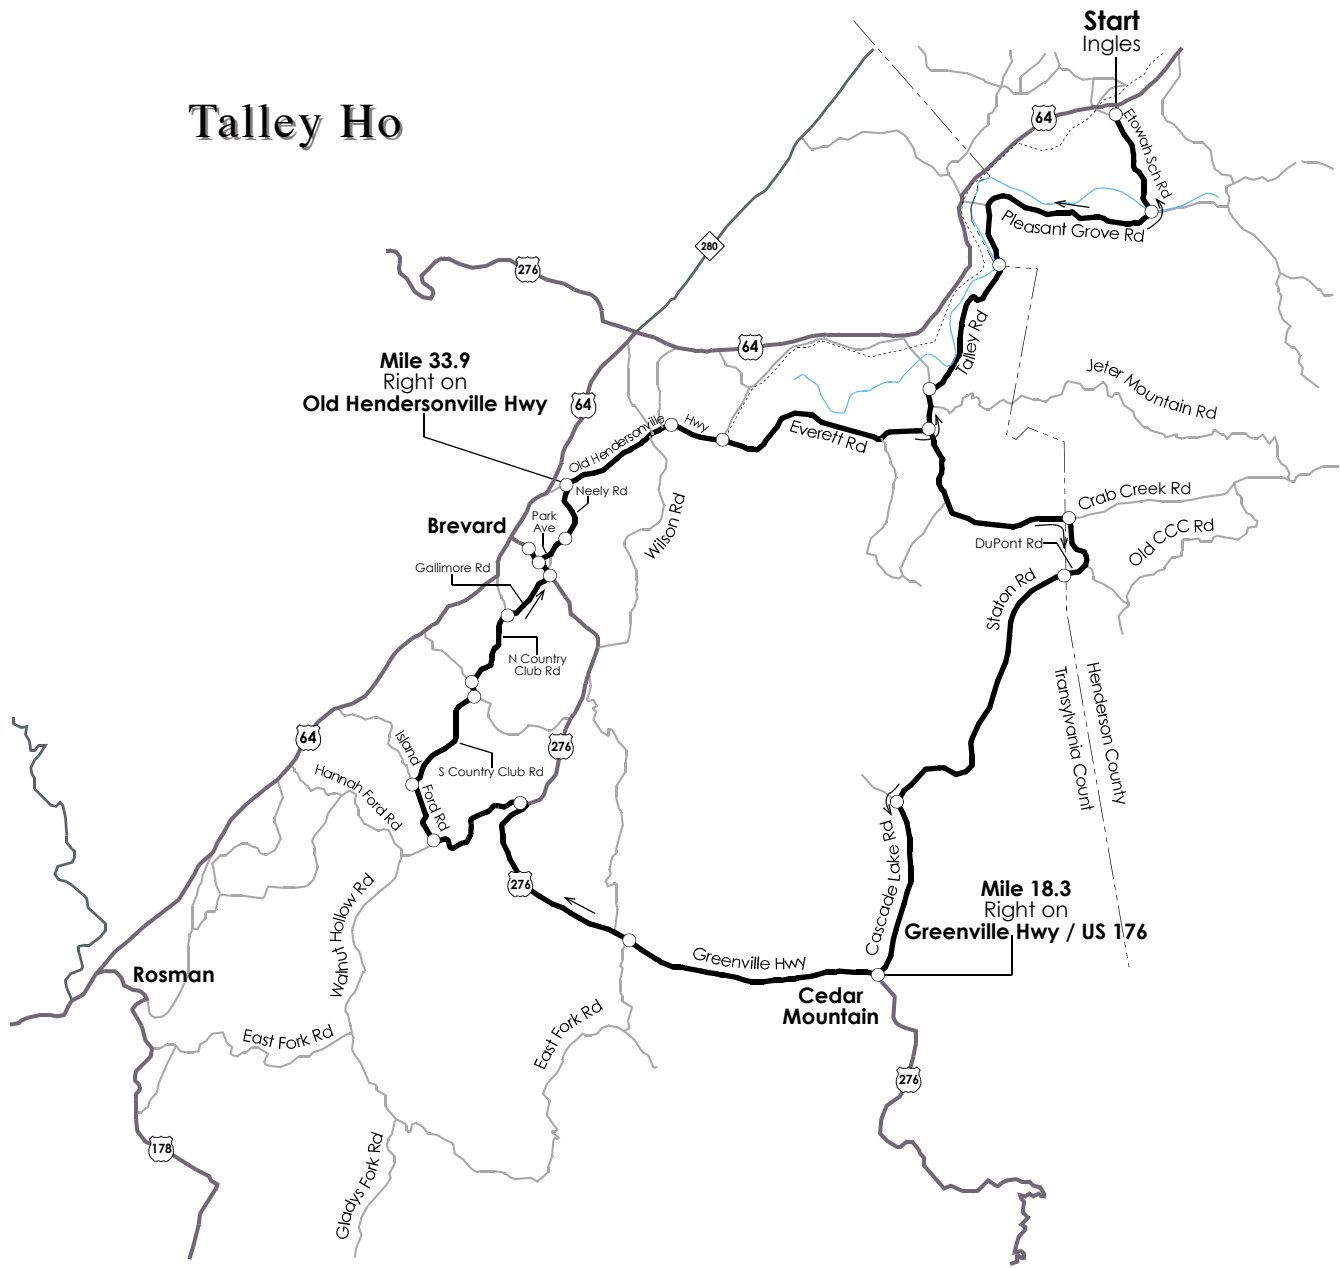 Start
Ingles
Talley Ho
64
Etowah Sch Rd
Pleasant Grove Rd
280
276
Talley Rd
64
Mile 33.9
Right on
Old Hendersonville Hwy
64
Jeter Mountain Rd
Everett Rd
Old Hendersonville Hwy
Neely Rd
Crab Creek Rd
Park
Ave
Brevard
Wilson Rd
Old CCC Rd
DuPont Rd
Gallimore Rd
Staton Rd
N Country
Club Rd
Henderson County
Transylvania Count
64
Island
Ford Rd
276
S Country Club Rd
Hannah Ford Rd
Cascade Lake Rd
276
Mile 18.3
Right on
Greenville Hwy / US 176
Walnut Hollow Rd
Greenville Hwy
Rosman
Cedar
Mountain
East Fork Rd
East Fork Rd
276
178
Gladys Fork Rd